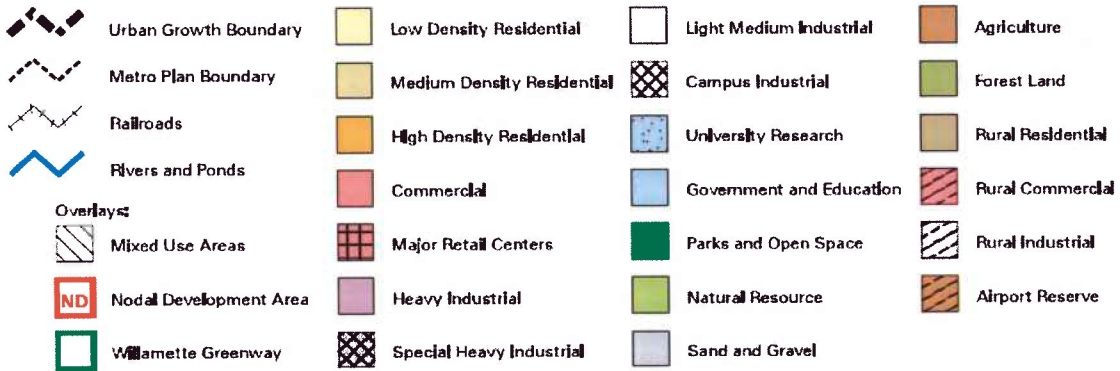 Urban Growth Boundary
Metro Plan Boundary
Railroads
Rivers and Ponds
Overlays:
Mixed Use Areas
ND
Nodal Development Area
Willamette Greenway
Low Density Residential
Medium Density Residential
High Density Residential
Commercial
Major Retail Centers
Heavy Industrial
Special Heavy Industrial
Light Medium Industrial
Campus Industrial
University Research
Government and Education
Parks and Open Space
Natural Resource
Sand and Gravel
Agriculture
Forest Land
Rural Residential
Rural Commercial
Rural Industrial
Airport Reserve